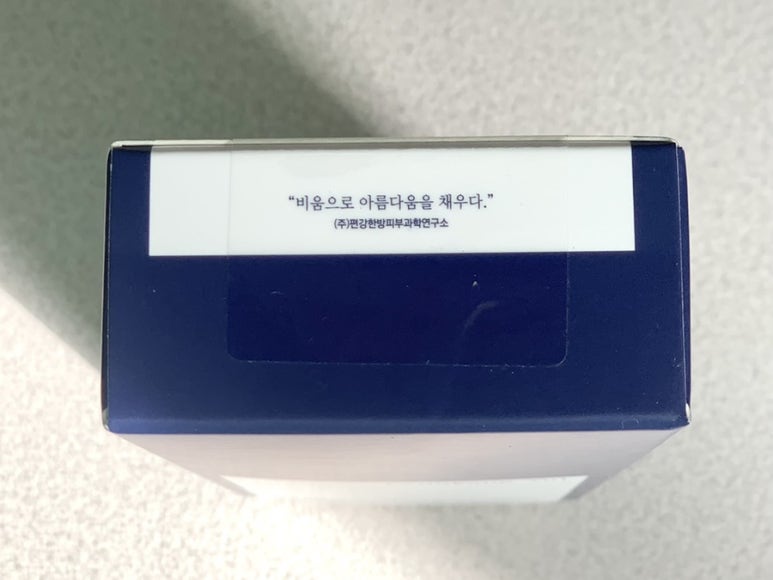 “비움으로 아름다움을 채우다.”
(주)편강한방피부과학연구소